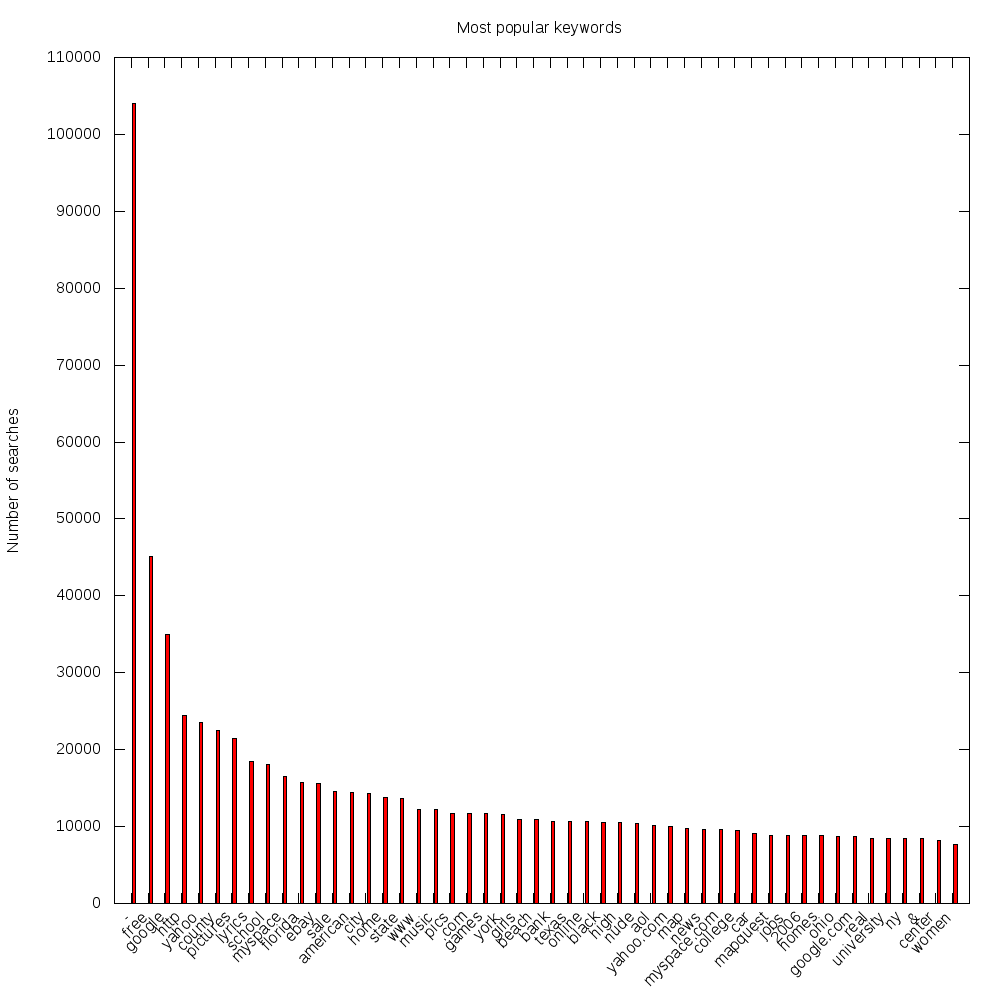 Most popular keywords
110000
100000
90000
80000
70000
60000
50000
40000
30000
20000
10000
0
Number of searches
-
free
google
http
yahoo
county
pictures
lyrics
school
myspace
florida
ebay
sale
american
city
home
state
www
music
pics
com
games
york
girls
beach
bank
texas
online
black
high
nude
aol
yahoo.com
map
news
myspace.com
college
car
mapquest
jobs
2006
homes
ohio
google.com
real
university
ny
&
center
women